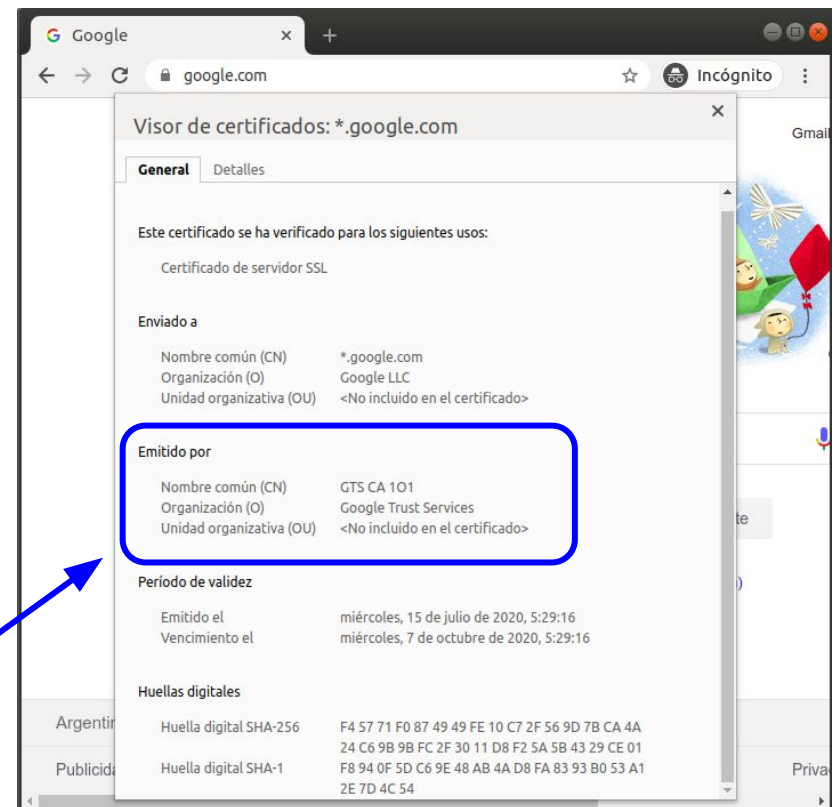 Google
google.com
Incógnito
Visor de certificados: *.google.com
Gmail
General Detalles
Este certificado se ha verificado para los siguientes usos:
Certificado de servidor SSL
Enviado a
Nombre común (CN) *.google.com
Organización (O) Google LLC
Unidad organizativa (OU) <No incluido en el certificado>
Emitido por
Nombre común (CN) GTS CA 1O1
Organización (O) Google Trust Services
Unidad organizativa (OU) <No incluido en el certificado>
te
Período de validez
)
Emitido el miércoles, 15 de julio de 2020, 5:29:16
Vencimiento el miércoles, 7 de octubre de 2020, 5:29:16
Huellas digitales
Argentin
Huella digital SHA-256 F4 57 71 F0 87 49 49 FE 10 C7 2F 56 9D 7B CA 4A
24 C6 9B 9B FC 2F 30 11 D8 F2 5A 5B 43 29 CE 01
Publicida
Huella digital SHA-1 F8 94 0F 5D C6 9E 48 AB 4A D8 FA 83 93 B0 53 A1
Priva
2E 7D 4C 54